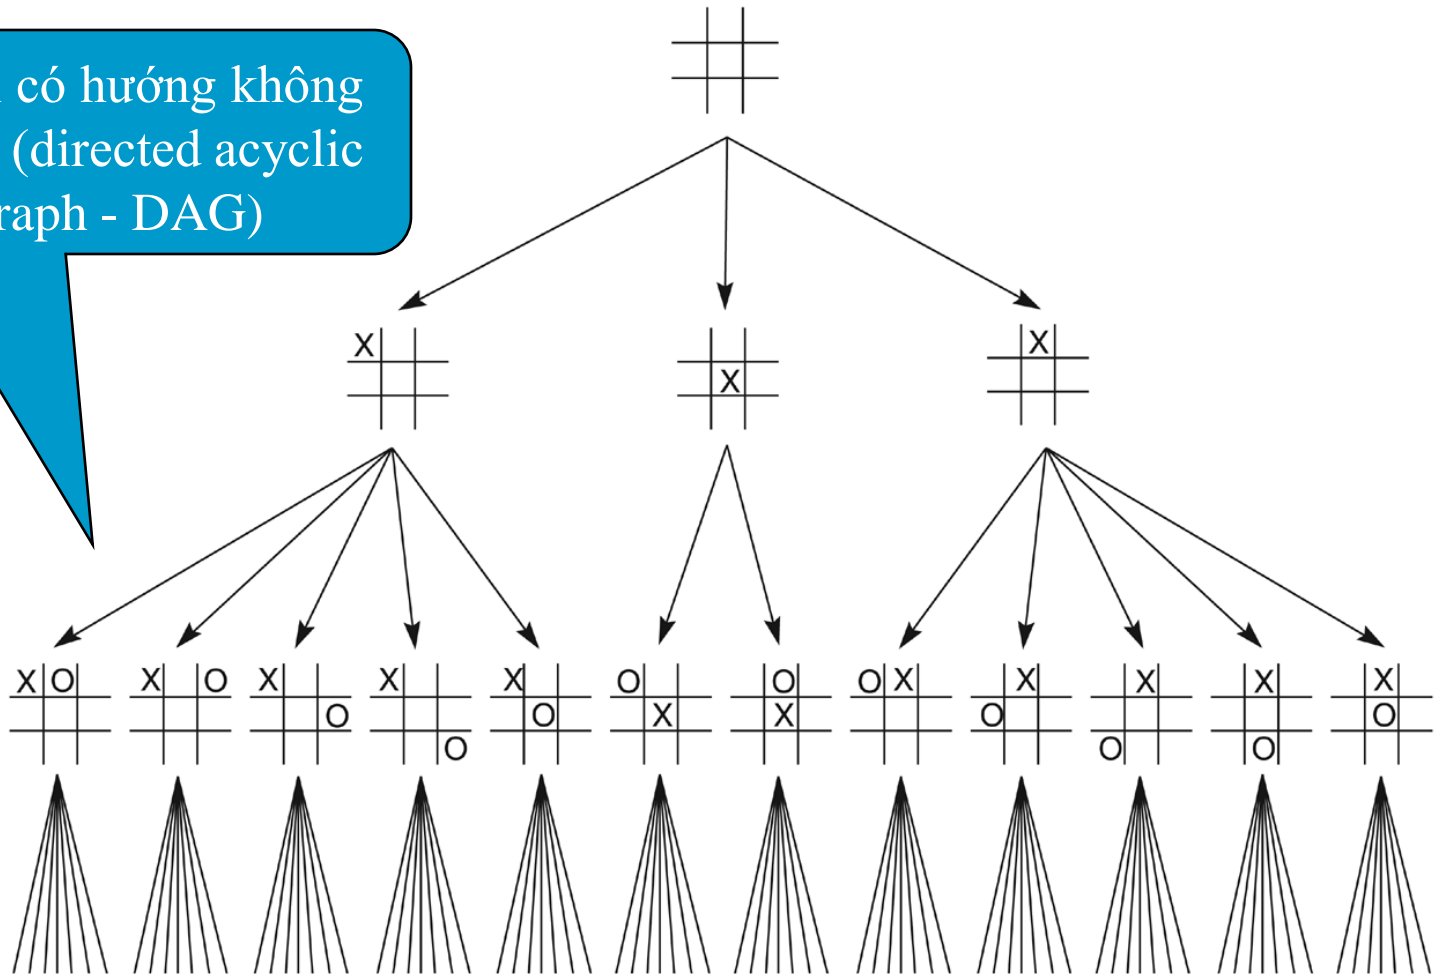 có hướng không
(directed acyclic
raph - DAG)
X
X
X
X O
X O
X
O
X
O
X
O
O
X
O
X
O X
X
O
X
O
X
O
X
O